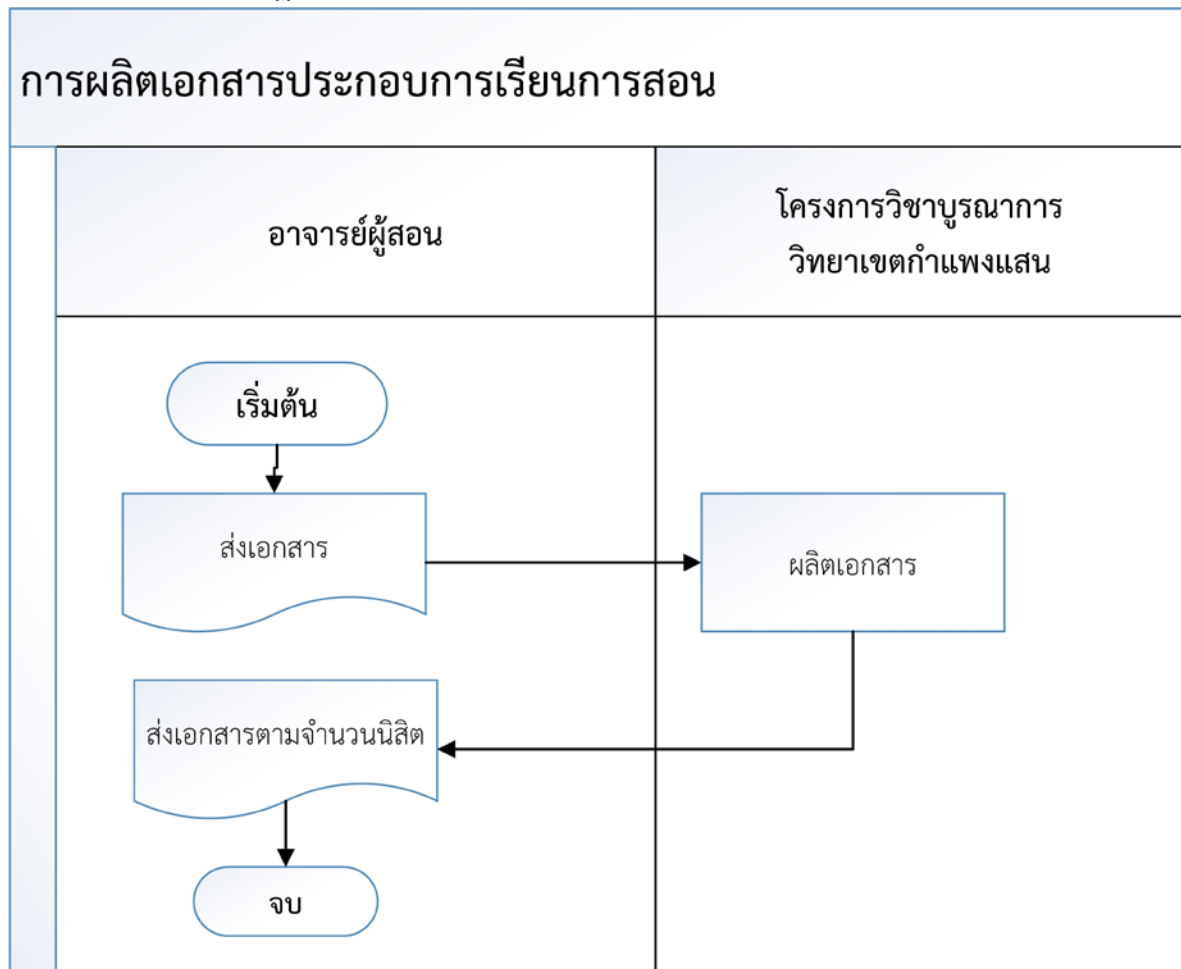 การผลิตเอกสารประกอบการเรียนการสอน
อาจารย์ผู้สอน
โครงการวิชาบูรณาการ
วิทยาเขตกำแพงแสน
เริ่มต้น
ส่งเอกสาร
ผลิตเอกสาร
ส่งเอกสารตามจำนวนนิสิต
จบ